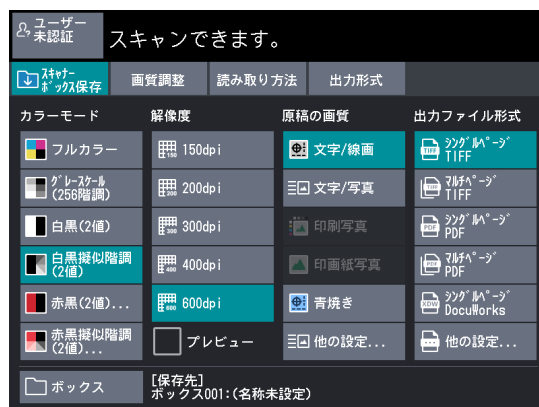 ユーザー
未認証
スキャンできます。
ｽｷｬﾅｰ
ﾎﾞｯｸｽ保存
画質調整
読み取り方法
出力形式
カラーモード
解像度
原稿の画質
出力ファイル形式
フルカラー
150dpi
文字/線画
ｼﾝｸﾞﾙﾍﾟｰｼﾞ
TIFF
ｸﾞﾚｰｽｹｰﾙ
(256階調)
200dpi
文字/写真
ﾏﾙﾁﾍﾟｰｼﾞ
TIFF
白黒(2値)
300dpi
印刷写真
ｼﾝｸﾞﾙﾍﾟｰｼﾞ
PDF
白黒擬似階調
(2値)
400dpi
印画紙写真
ﾏﾙﾁﾍﾟｰｼﾞ
PDF
赤黒(2値)...
600dpi
青焼き
ｼﾝｸﾞﾙﾍﾟｰｼﾞ
DocuWorks
赤黒擬似階調
(2値)...
プレビュー
他の設定...
他の設定...
ボックス
[保存先]
ボックス001:(名称未設定)